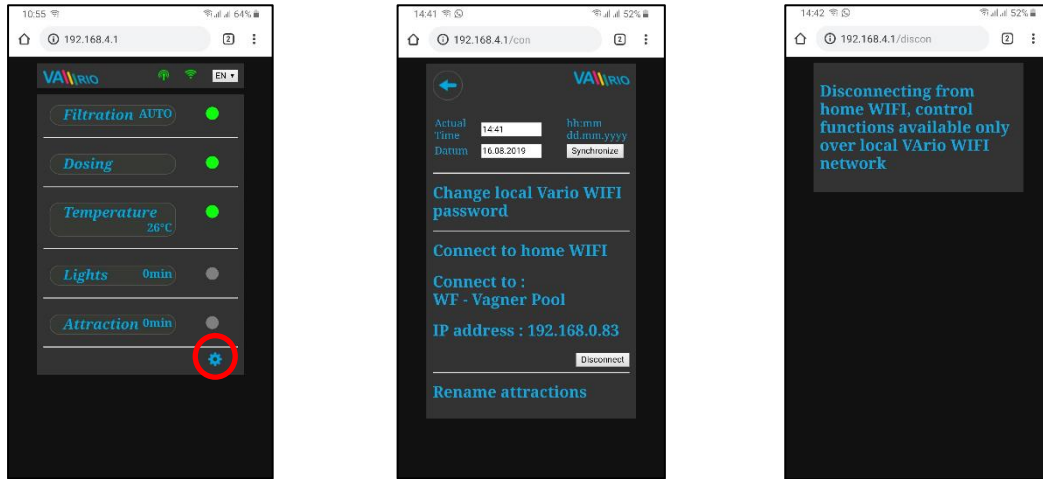 10:55
64%
192.168.4.1
2
VARIO
EN
Filtration AUTO
Dosing
Temperature
26°C
Lights 0min
Attraction 0min
14:41
52%
192.168.4.1/con
2
VARIO
Actual
Time
14:41
hh:mm
dd.mm.yyyy
Datum
16.08.2019
Synchronize
Change local Vario WIFI
password
Connect to home WIFI
Connect to :
WF - Vagner Pool
IP address : 192.168.0.83
Disconnect
Rename attractions
14:42
52%
192.168.4.1/discon
2
Disconnecting from
home WIFI, control
functions available only
over local VArio WIFI
network